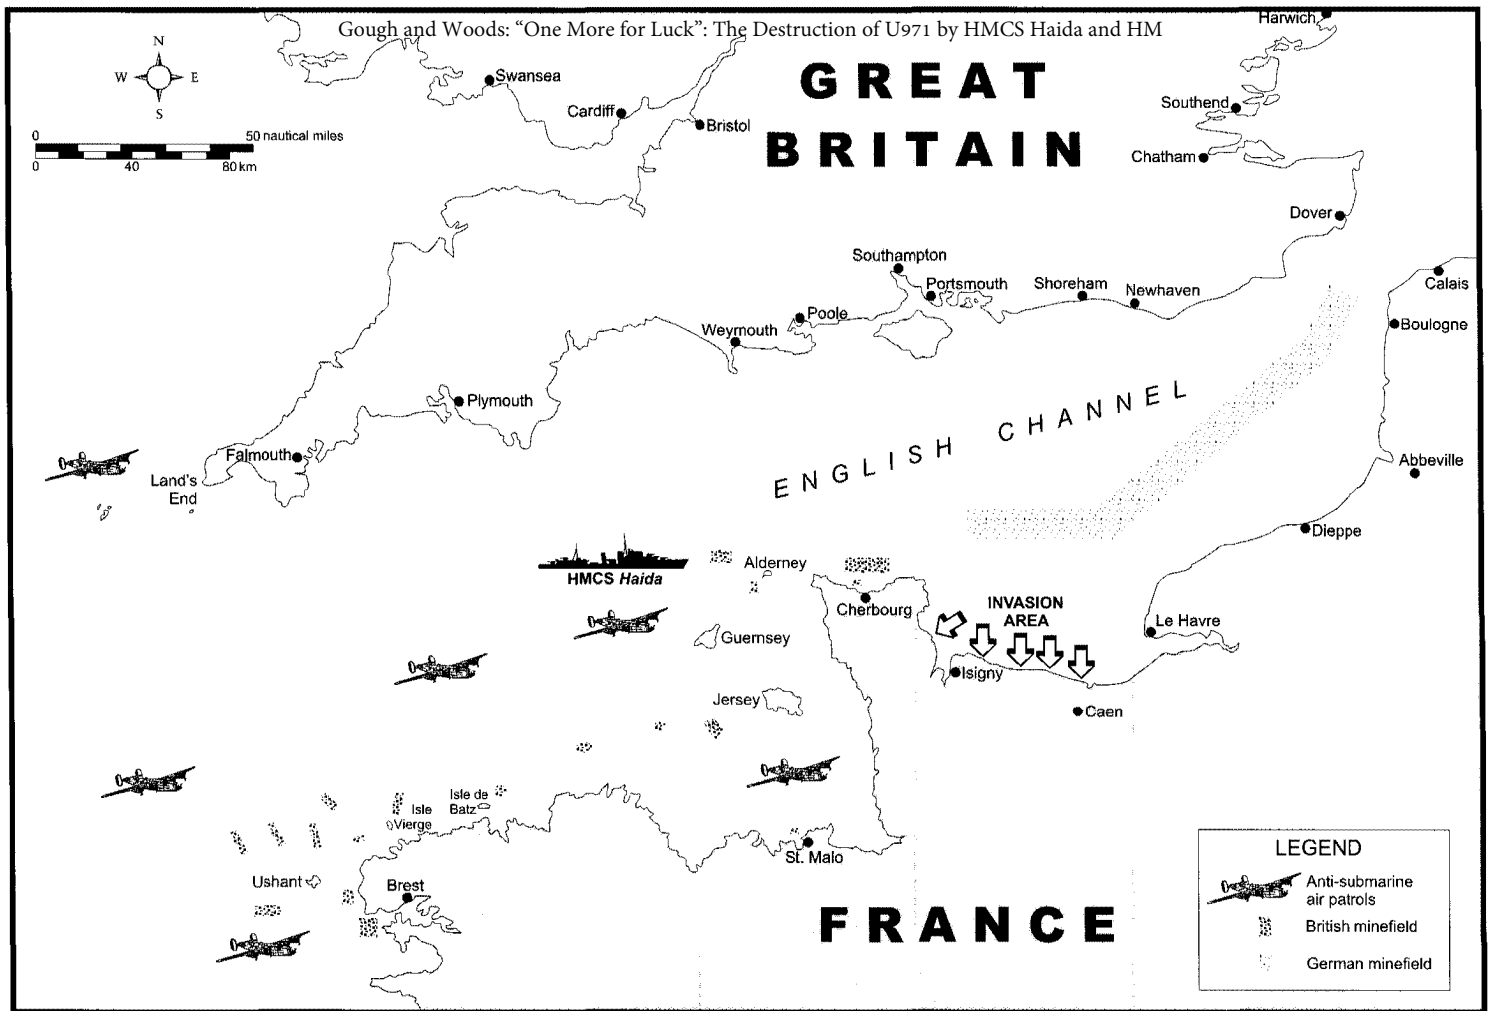 Gough and Woods: “One More for Luck”: The Destruction of U971 by HMCS Haida and HM
Harwich
N
W E
S
Swansea
Cardiff
Bristol
GREAT
BRITAIN
Southend
Chatham
0 50 nautical miles
0 40 80 km
Dover
Southampton
Portsmouth
Shoreham
Newhaven
Calais
Poole
Weymouth
Boulogne
Plymouth
ENGLISH CHANNEL
Falmouth
Land's
End
Abbeville
Dieppe
Alderney
HMCS Haida
Cherbourg
INVASION
AREA
Le Havre
Guernsey
Isigny
Jersey
Caen
Isle de
Batz
Isle
Vierge
St. Malo
Ushant
Brest
FRANCE
LEGEND
Anti-submarine
air patrols
British minefield
German minefield